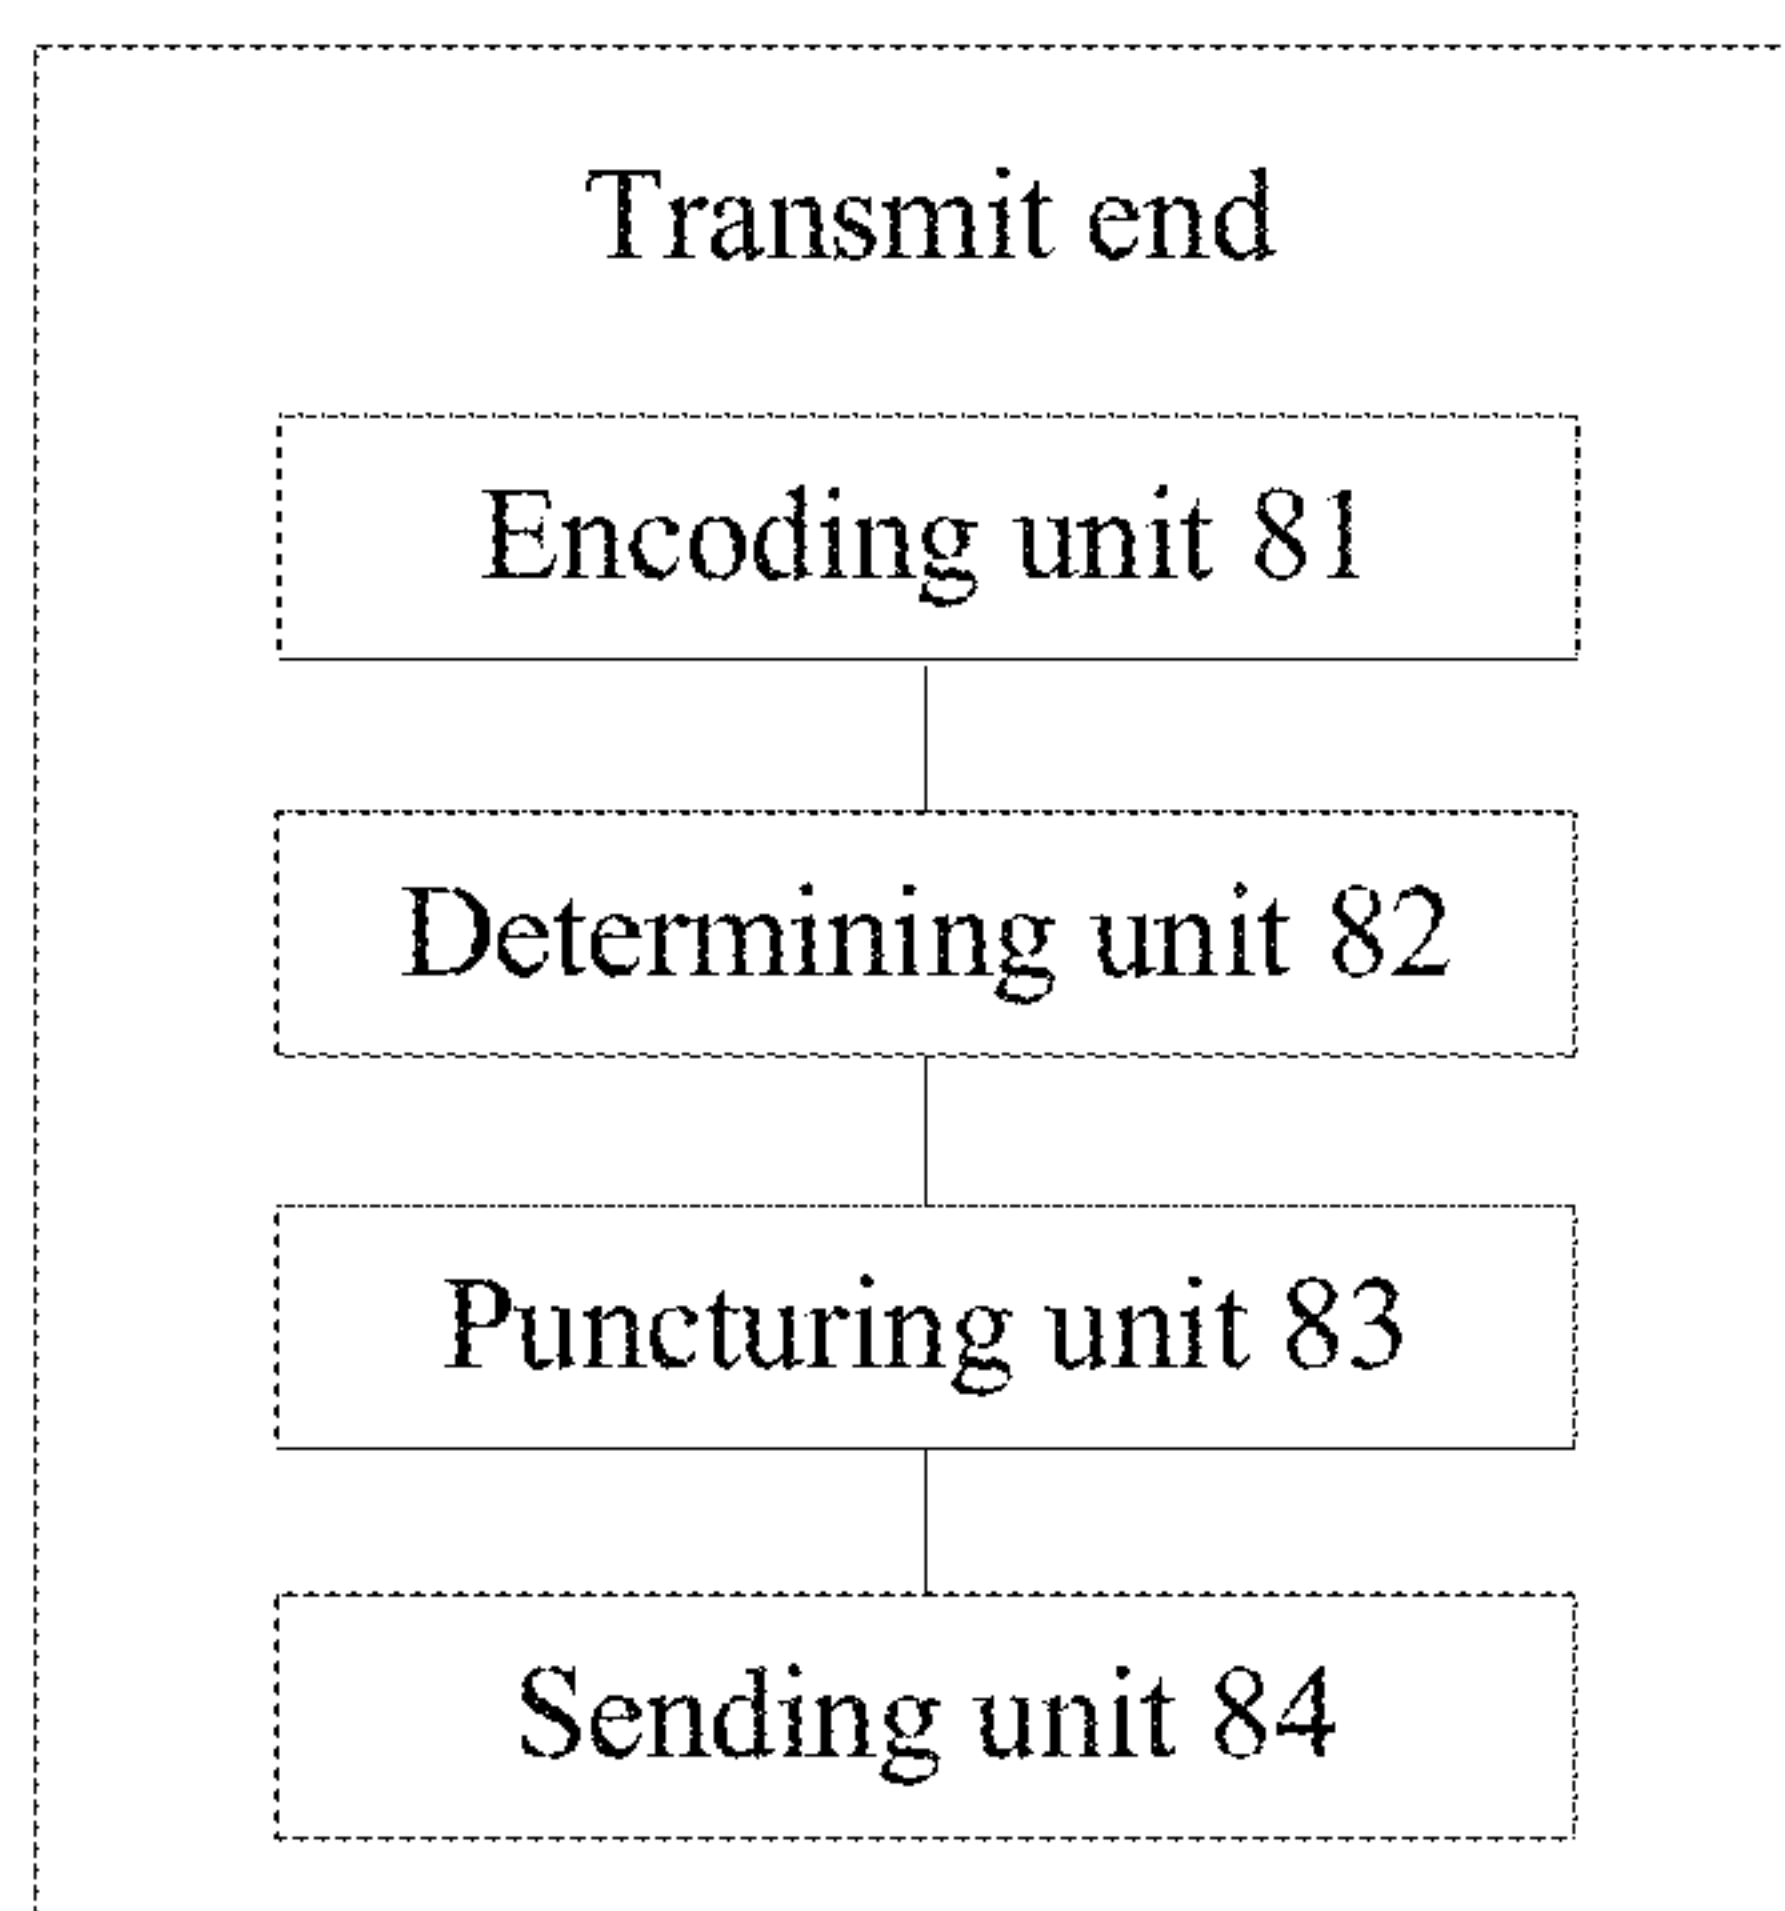 Transmit end
Encoding unit 81
Determining unit 82
Puncturing unit 83
Sending unit 84